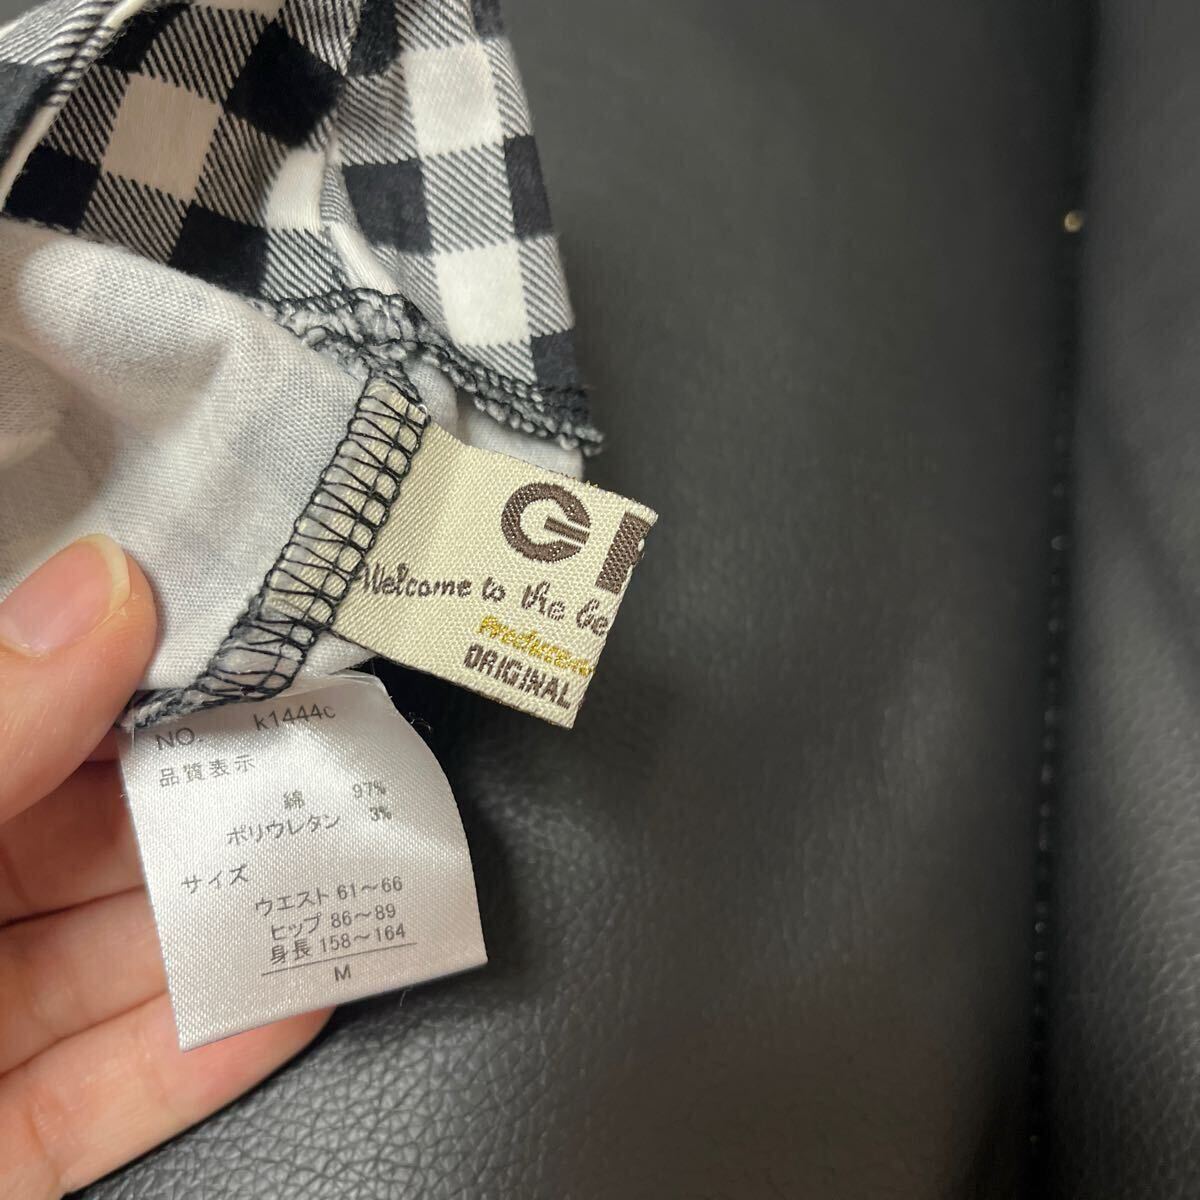 G
Welcome to the
ORIGINAL
NO. k1444c
品質表示
綿 97%
ポリウレタン 3%
サイズ
ウエスト 61〜66
ヒップ 86〜89
身長 158〜164
M